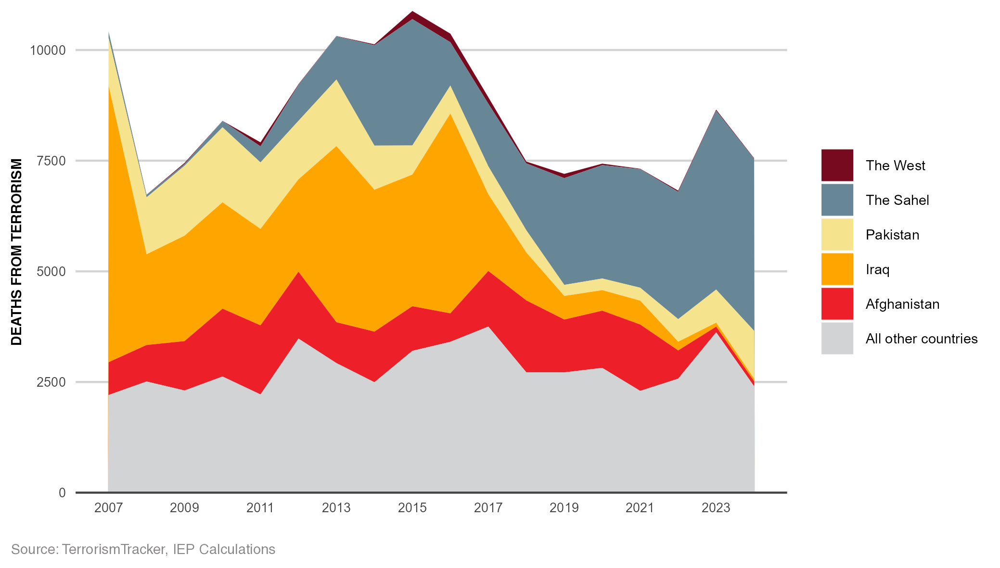 DEATHS FROM TERRORISM
10000
7500
5000
2500
0
2007 2009 2011 2013 2015 2017 2019 2021 2023
The West
The Sahel
Pakistan
Iraq
Afghanistan
All other countries
Source: TerrorismTracker, IEP Calculations